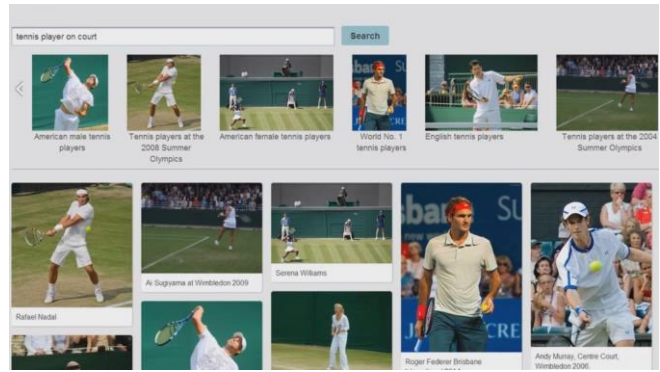 tennis player on court
Search
American male tennis
players
Tennis players at the
2008 Summer
Olympics
American female tennis players
World No. 1
tennis players
English tennis players
Tennis players at the 2004
Summer Olympics
Rafael Nadal
Ai Sugiyama at Wimbledon 2009
Serena Williams
Roger Federer Brisbane
Andy Murray, Centre Court,
Wimbledon 2006